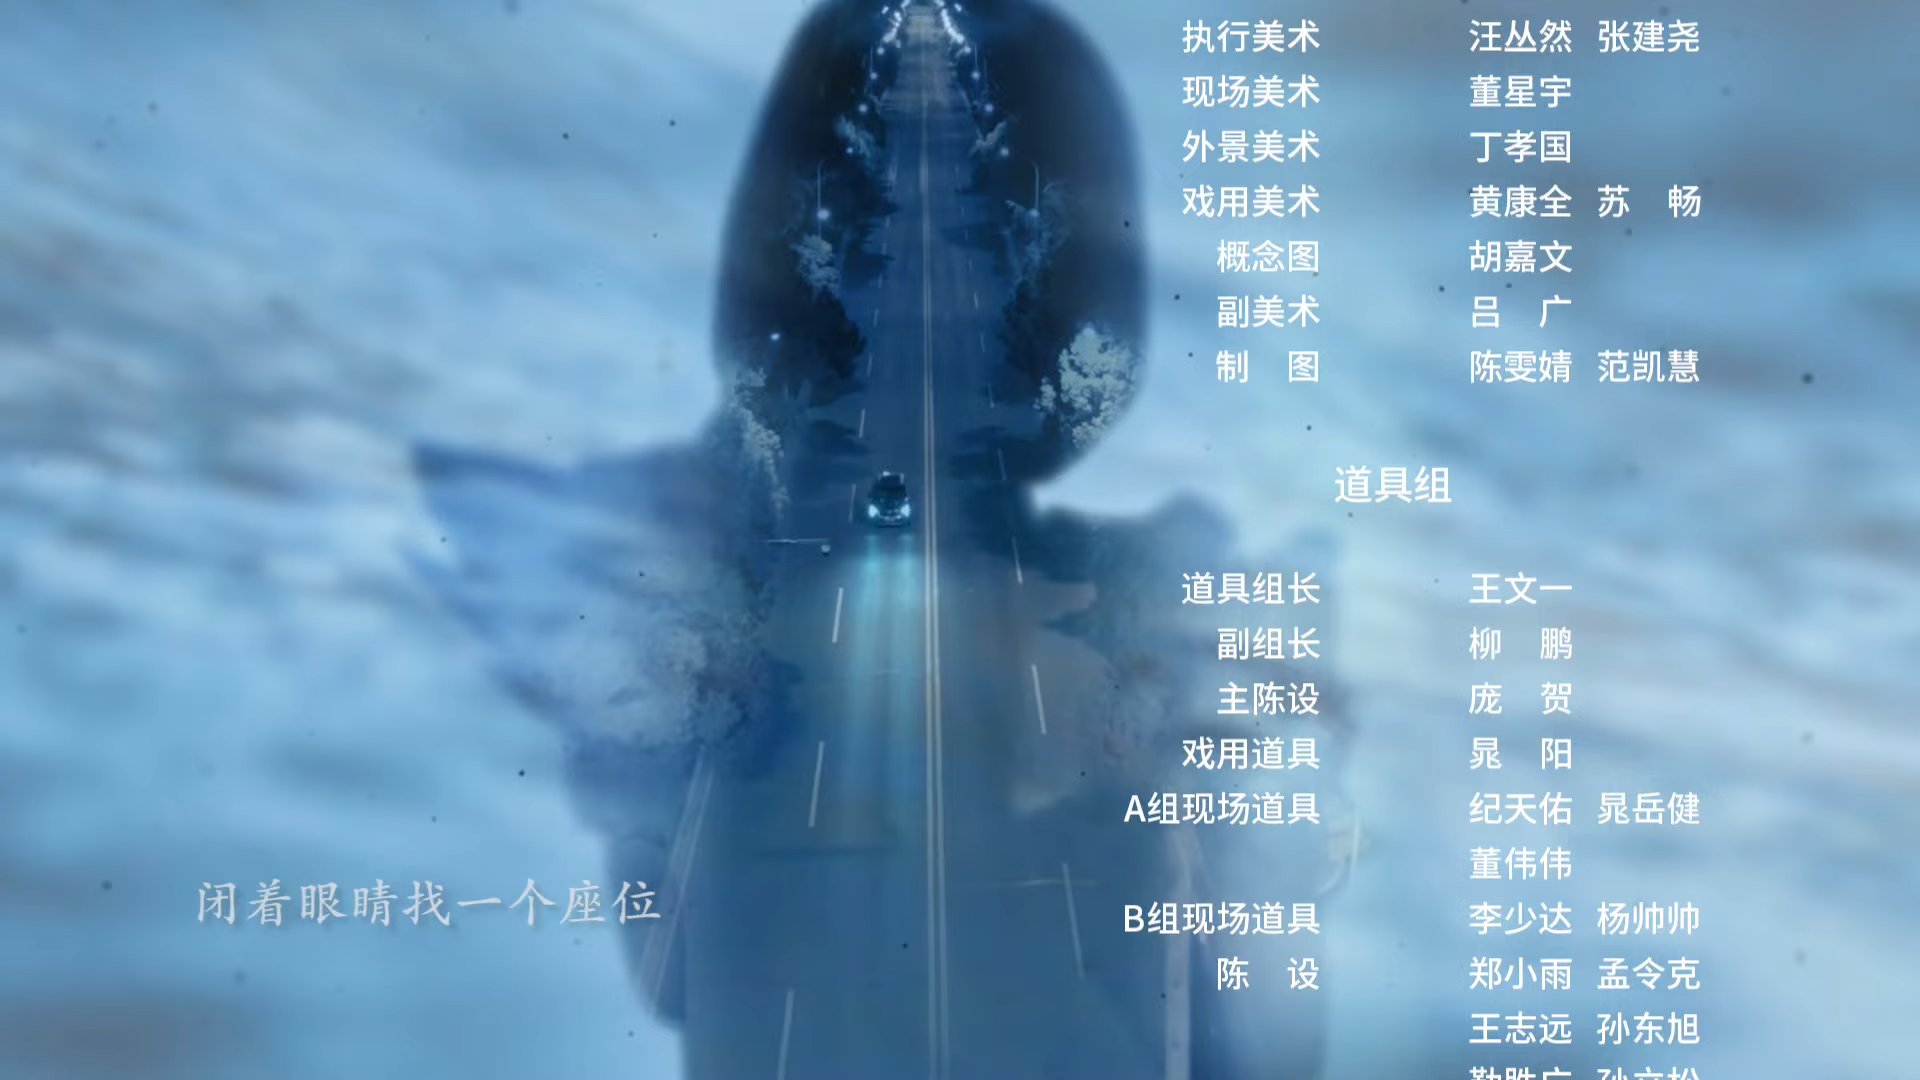 执行美术 汪丛然 张建尧
现场美术 董星宇
外景美术 丁孝国
戏用美术 黄康全 苏 畅
概念图 胡嘉文
副美术 吕 广
制 图 陈雯婧 范凯慧
道具组
道具组长 王文一
副组长 柳 鹏
主陈设 庞 贺
戏用道具 晁 阳
A组现场道具 纪天佑 晁岳健
董伟伟
B组现场道具 李少达 杨帅帅
陈 设 郑小雨 孟令克
王志远 孙东旭
闭着眼睛找一个座位